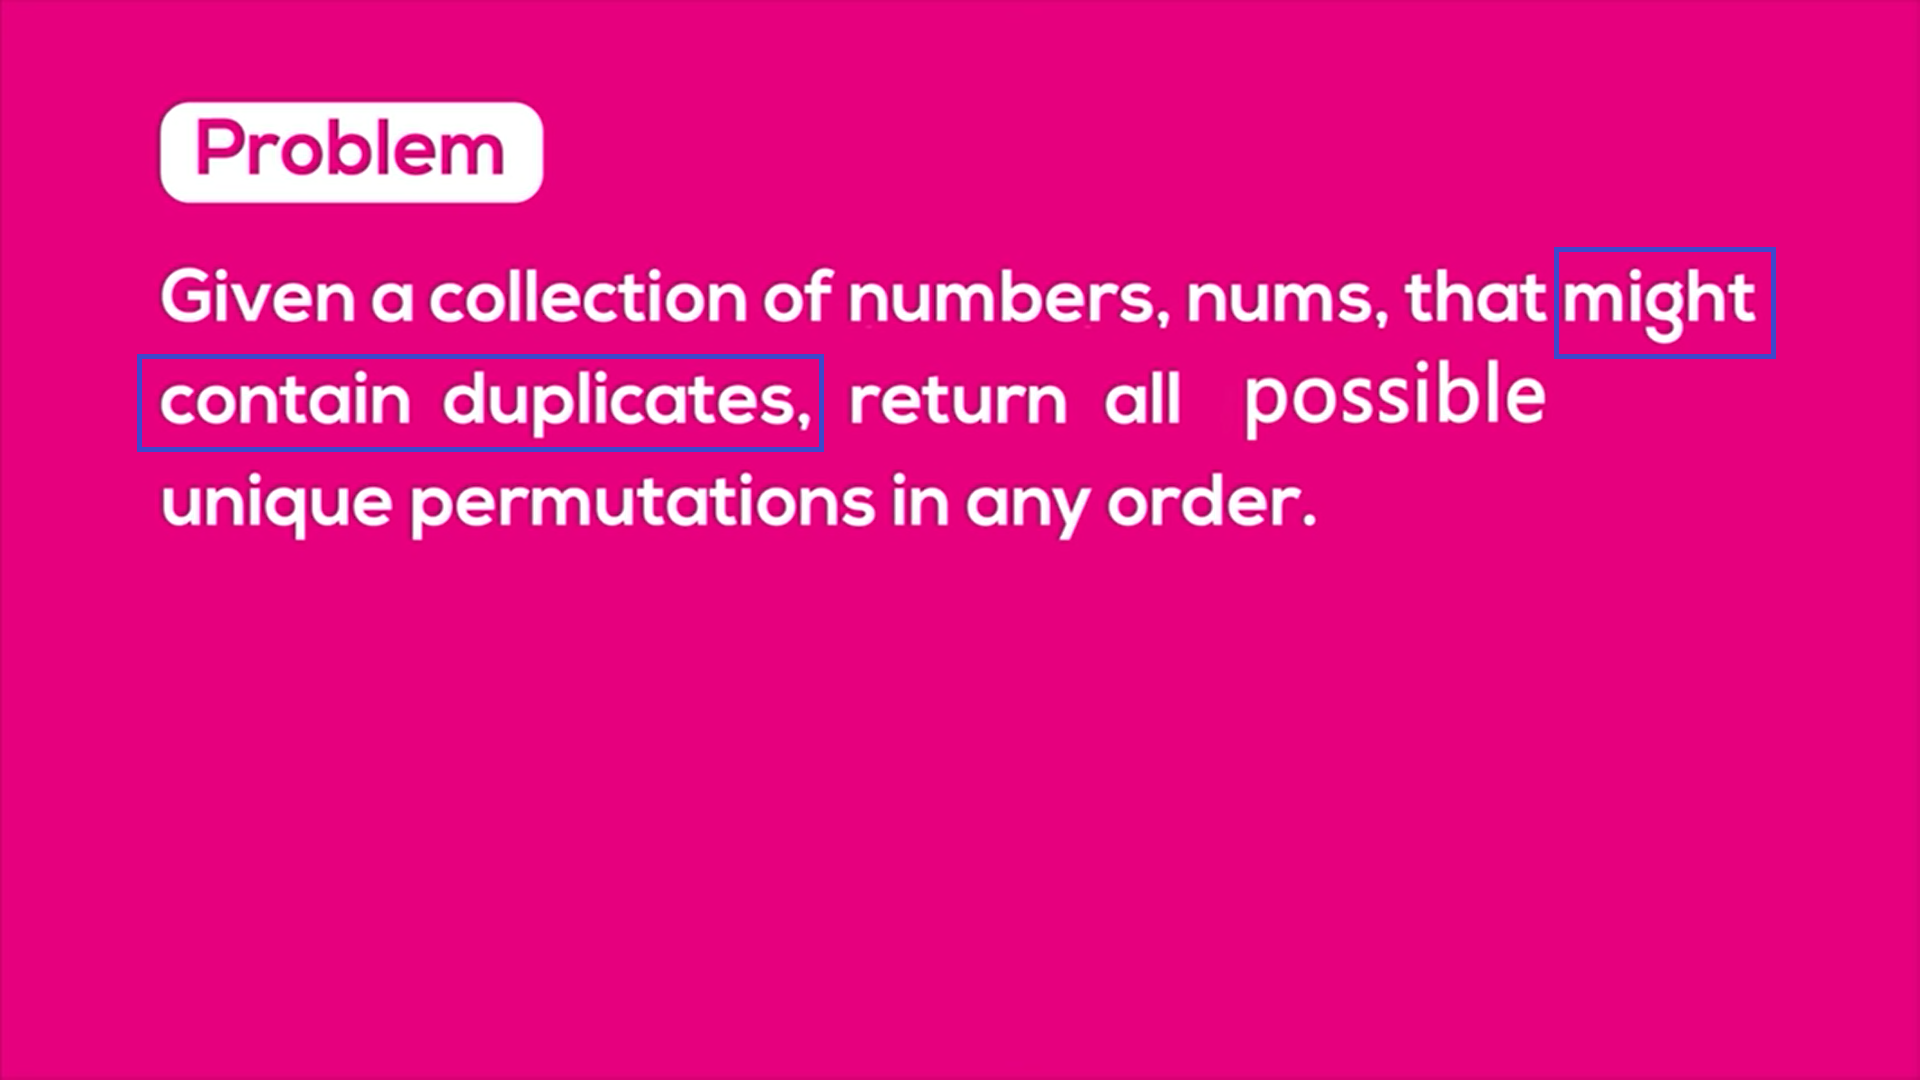 Problem
Given a collection of numbers, nums, that might
contain duplicates, return all possible
unique permutations in any order.